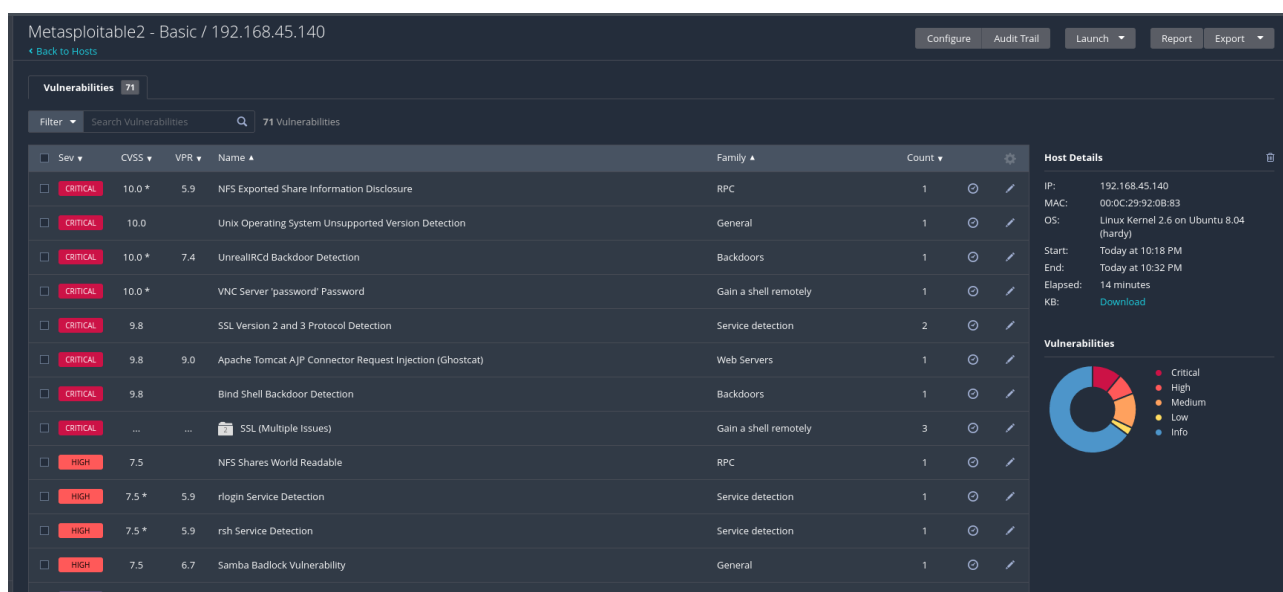 Metasploitable2 - Basic / 192.168.45.140
Back to Hosts
Configure Audit Trail Launch Report Export
Vulnerabilities 71
Filter Search Vulnerabilities 71 Vulnerabilities
Sev CVSS VPR Name Family Count
CRITICAL 10.0 * 5.9 NFS Exported Share Information Disclosure RPC 1
CRITICAL 10.0 Unix Operating System Unsupported Version Detection General 1
CRITICAL 10.0 * 7.4 UnrealIRCd Backdoor Detection Backdoors 1
CRITICAL 10.0 * VNC Server 'password' Password Gain a shell remotely 1
CRITICAL 9.8 SSL Version 2 and 3 Protocol Detection Service detection 2
CRITICAL 9.8 9.0 Apache Tomcat AJP Connector Request Injection (Ghostcat) Web Servers 1
CRITICAL 9.8 Bind Shell Backdoor Detection Backdoors 1
CRITICAL ... ... 2 SSL (Multiple Issues) Gain a shell remotely 3
HIGH 7.5 NFS Shares World Readable RPC 1
HIGH 7.5 * 5.9 rlogin Service Detection Service detection 1
HIGH 7.5 * 5.9 rsh Service Detection Service detection 1
HIGH 7.5 6.7 Samba Badlock Vulnerability General 1
Host Details
IP: 192.168.45.140
MAC: 00:0C:29:92:0B:83
OS: Linux Kernel 2.6 on Ubuntu 8.04
(hardy)
Start: Today at 10:18 PM
End: Today at 10:32 PM
Elapsed: 14 minutes
KB: Download
Vulnerabilities
Critical
High
Medium
Low
Info